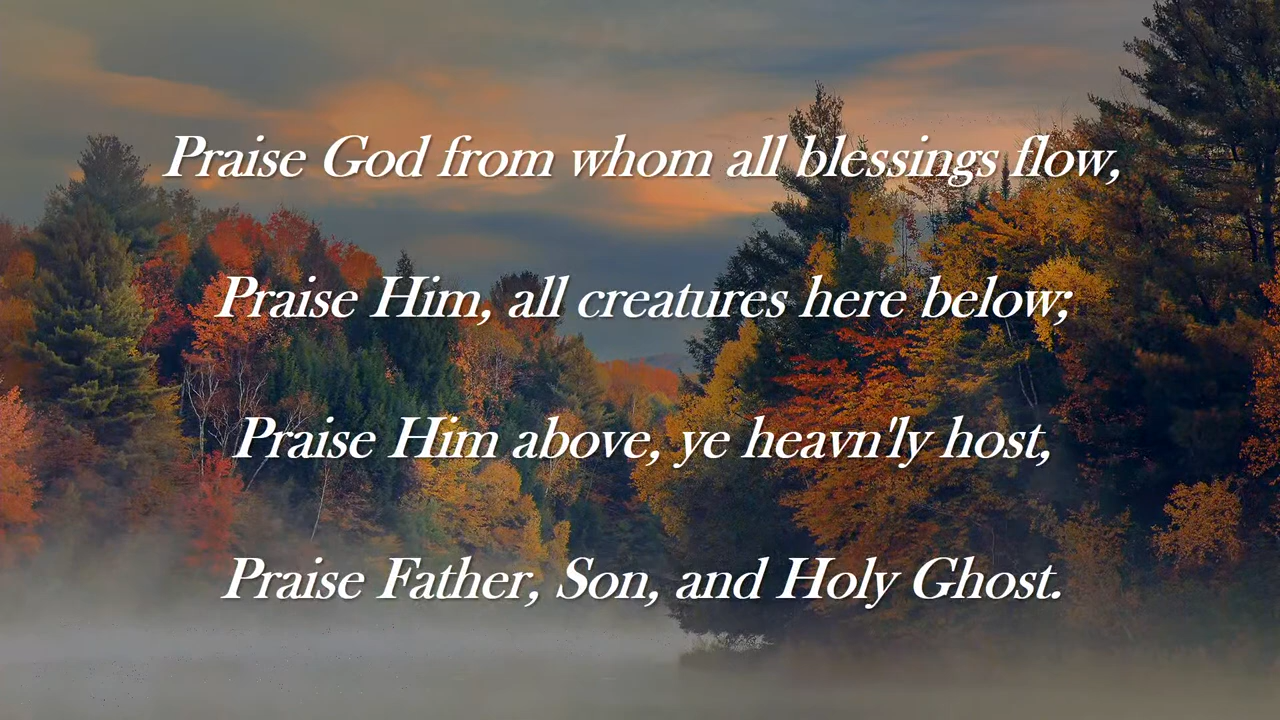 Praise God from whom all blessings flow,
Praise Him, all creatures here below;
Praise Him above, ye heavn'ly host,
Praise Father, Son, and Holy Ghost.